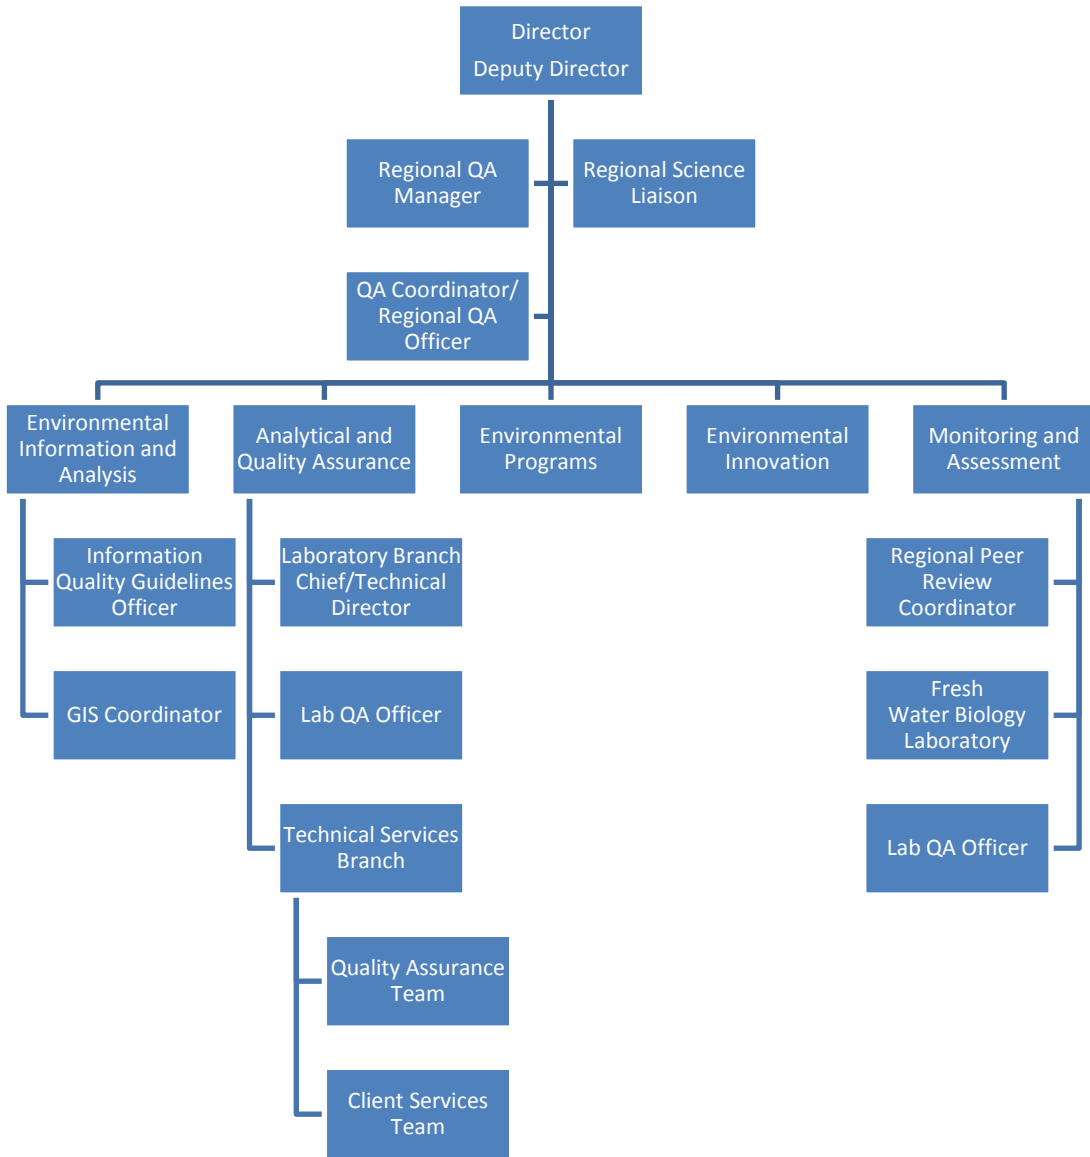 Director
Deputy Director
Regional QA
Manager
Regional Science
Liaison
QA Coordinator/
Regional QA
Officer
Environmental
Information and
Analysis
Analytical and
Quality Assurance
Environmental
Programs
Environmental
Innovation
Monitoring and
Assessment
Information
Quality Guidelines
Officer
Laboratory Branch
Chief/Technical
Director
Regional Peer
Review
Coordinator
GIS Coordinator
Lab QA Officer
Fresh
Water Biology
Laboratory
Technical Services
Branch
Lab QA Officer
Quality Assurance
Team
Client Services
Team